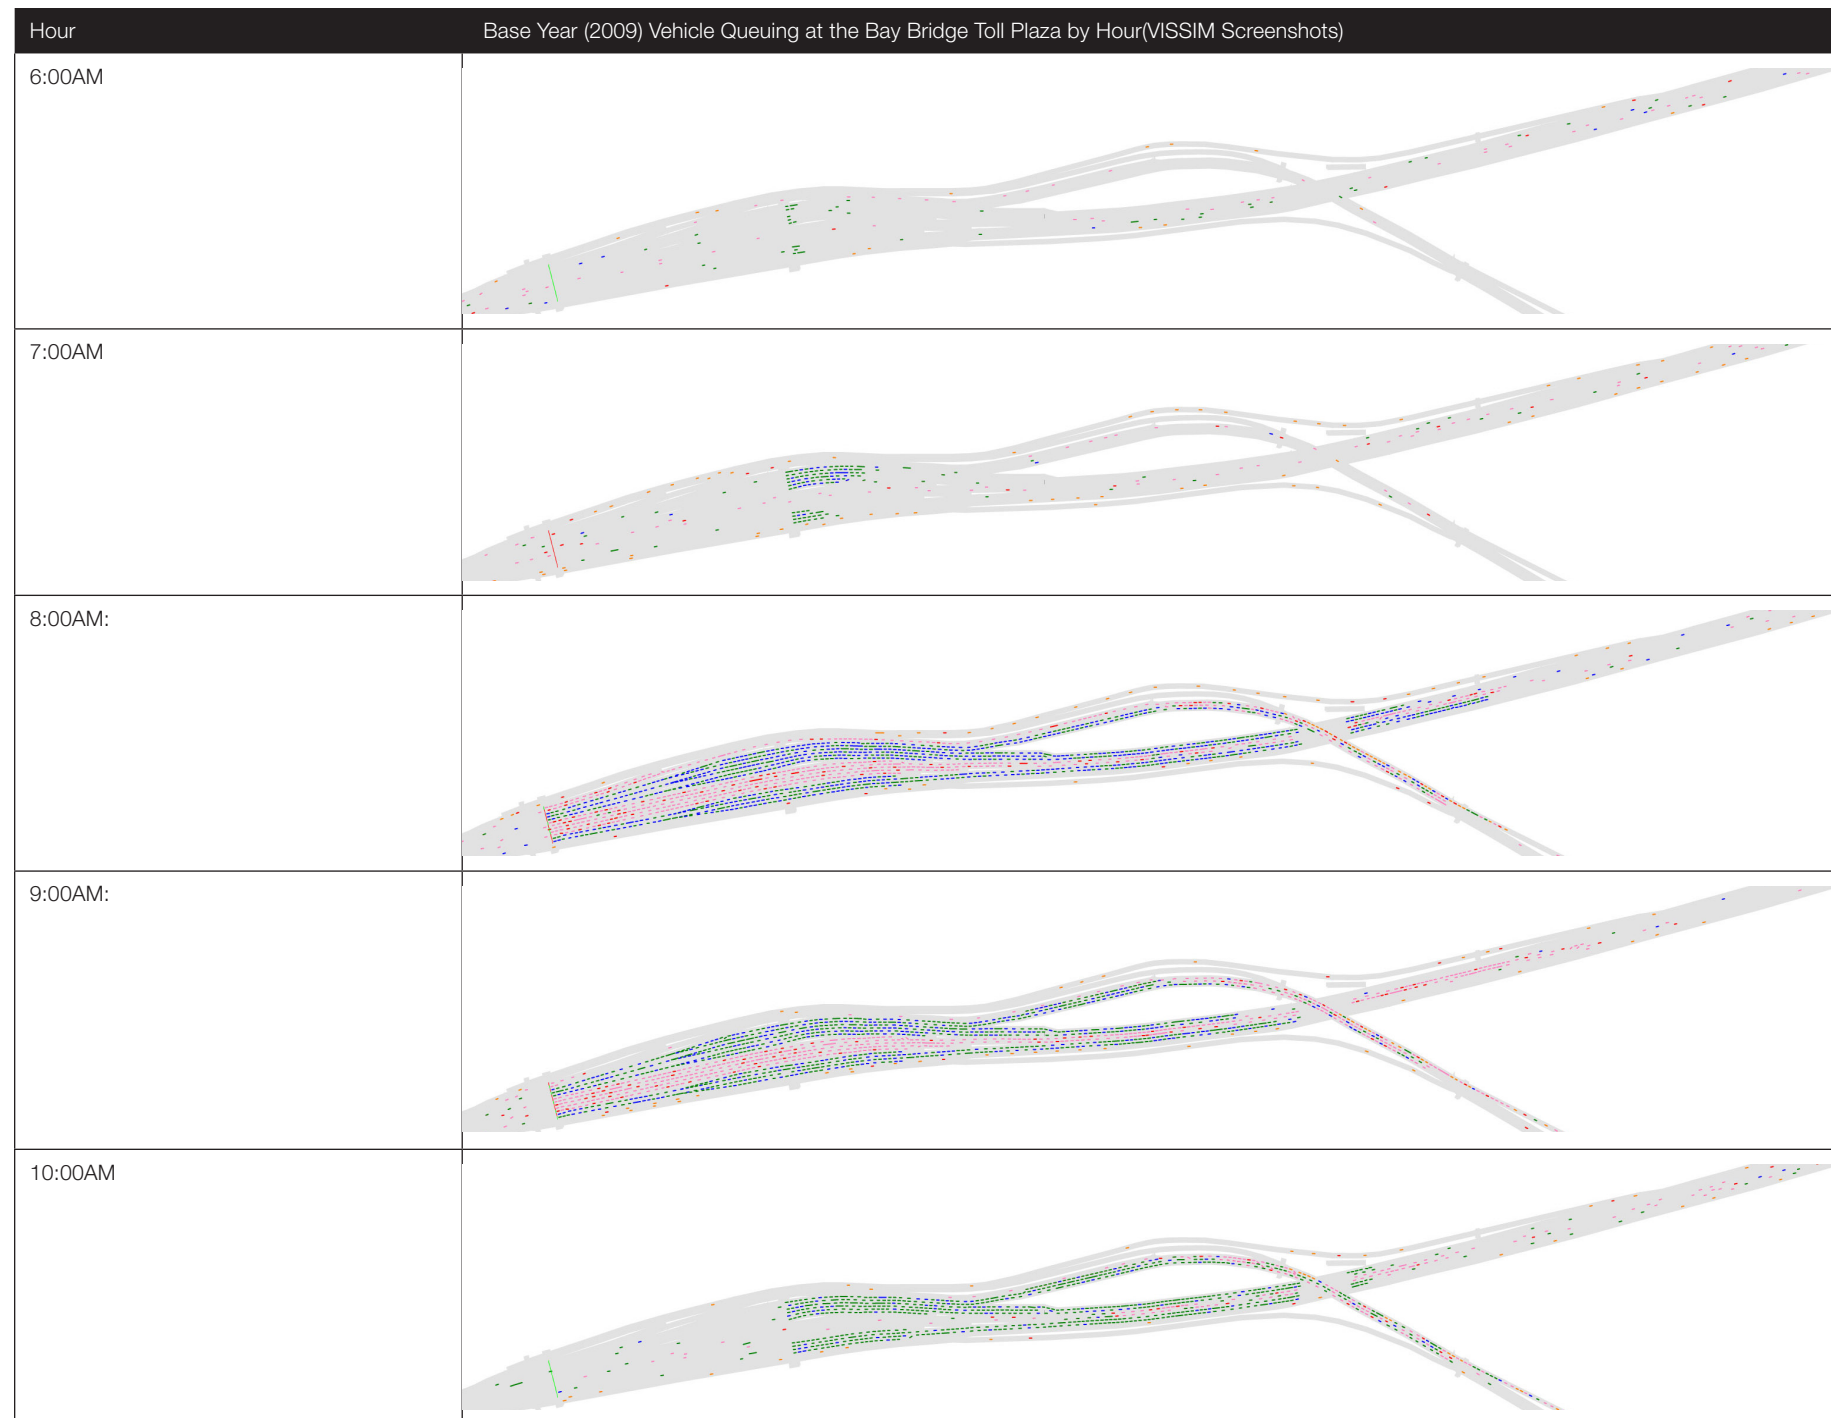 Hour
Base Year (2009) Vehicle Queuing at the Bay Bridge Toll Plaza by Hour(VISSIM Screenshots)
6:00AM
7:00AM
8:00AM:
9:00AM:
10:00AM